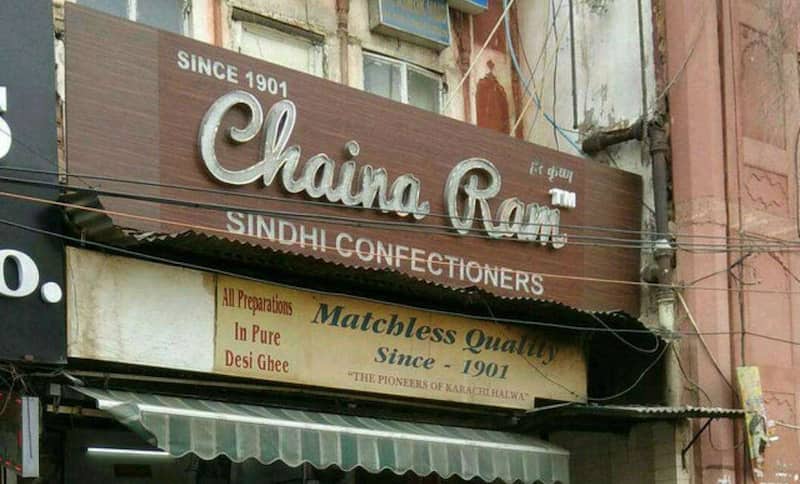 SINCE 1901
Chaina Ram
TM
SINDHI CONFECTIONERS
All Preparations
In Pure
Desi Ghee
Matchless Quality
Since - 1901
"THE PIONEERS OF KARACHI HALWA"
o.